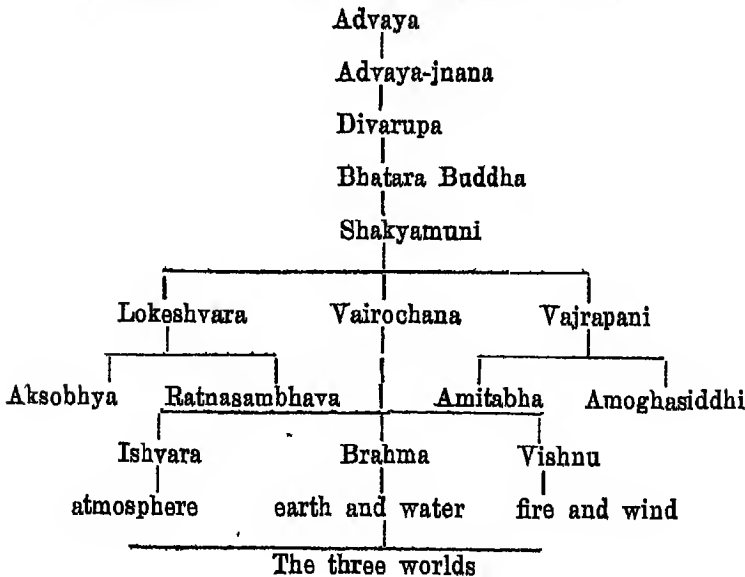 Advaya
Advaya-jnana
Divarupa
Bhatara Buddha
Shakyamuni
Lokeshvara Vairochana Vajrapani
Aksobhya Ratnasambhava Amitabha Amoghasiddhi
Ishvara Brahma Vishnu
atmosphere earth and water fire and wind
The three worlds